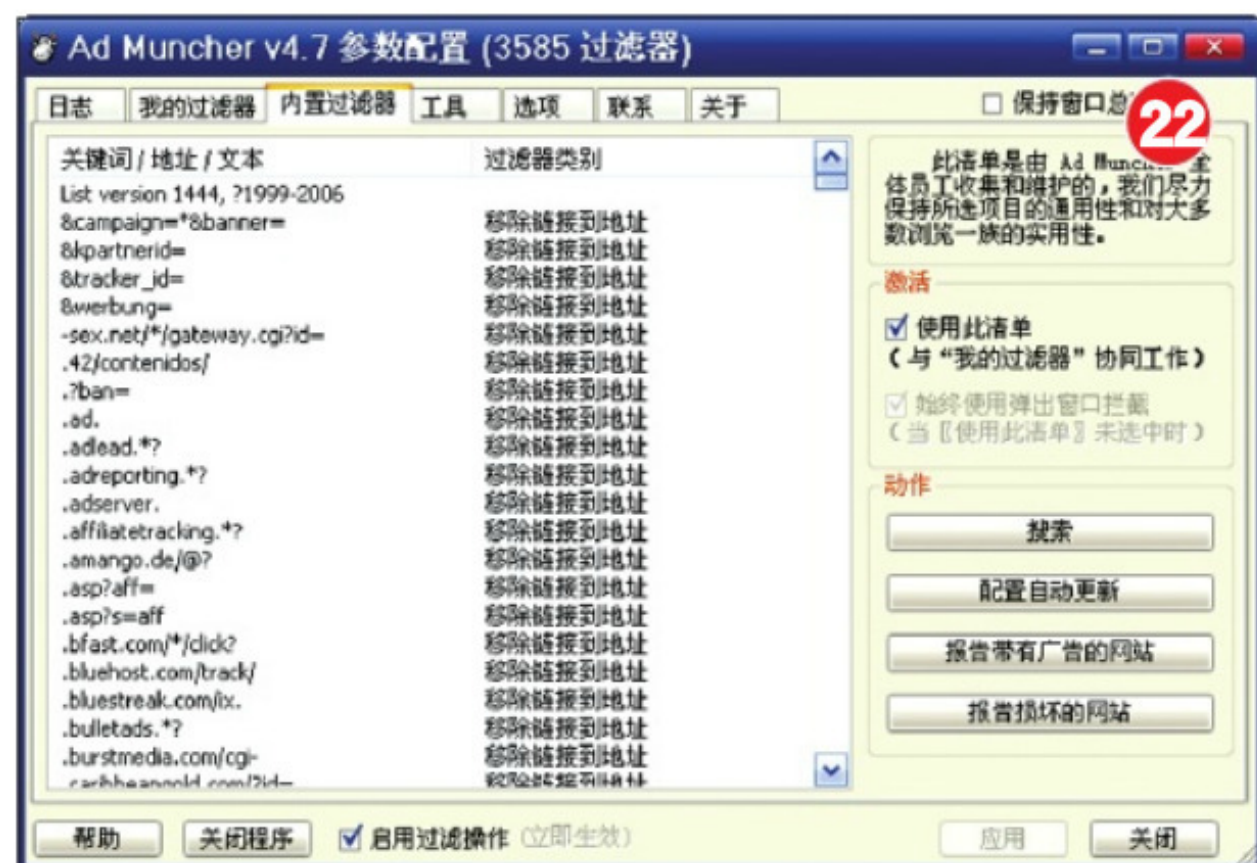 Ad Muncher v4.7 参数配置 (3585 过滤器)
日志 我的过滤器 内置过滤器 工具 选项 联系 关于 保持窗口总
22
关键词 / 地址 / 文本 过滤器类别
List version 1444, ?1999-2006
&campaign=*&banner= 移除链接到地址
&kpartnerid= 移除链接到地址
&tracker_id= 移除链接到地址
&werbung= 移除链接到地址
-sex.net/*/gateway.cgi?id= 移除链接到地址
.42/contenidos/ 移除链接到地址
.?ban= 移除链接到地址
.ad. 移除链接到地址
.adlead.*? 移除链接到地址
.adreporting.*? 移除链接到地址
.adserver. 移除链接到地址
.affiliatetracking.*? 移除链接到地址
.amango.de/@? 移除链接到地址
.asp?aff= 移除链接到地址
.asp?s=aff 移除链接到地址
.bfast.com/*/click? 移除链接到地址
.bluehost.com/track/ 移除链接到地址
.bluestreak.com/ix. 移除链接到地址
.bulletads.*? 移除链接到地址
.burstmedia.com/cgi- 移除链接到地址
.caribbeangold.com/?id= 移除链接到地址
此清单是由 Ad Muncher 全
体员工收集和维护的，我们尽力
保持所选项目的通用性和对大多
数浏览一族的实用性。
激活
使用此清单
（与“我的过滤器”协同工作）
始终使用弹出窗口拦截
（当〖使用此清单〗未选中时）
动作
搜索
配置自动更新
报告带有广告的网站
报告损坏的网站
帮助 关闭程序 启用过滤操作 (立即生效) 应用 关闭